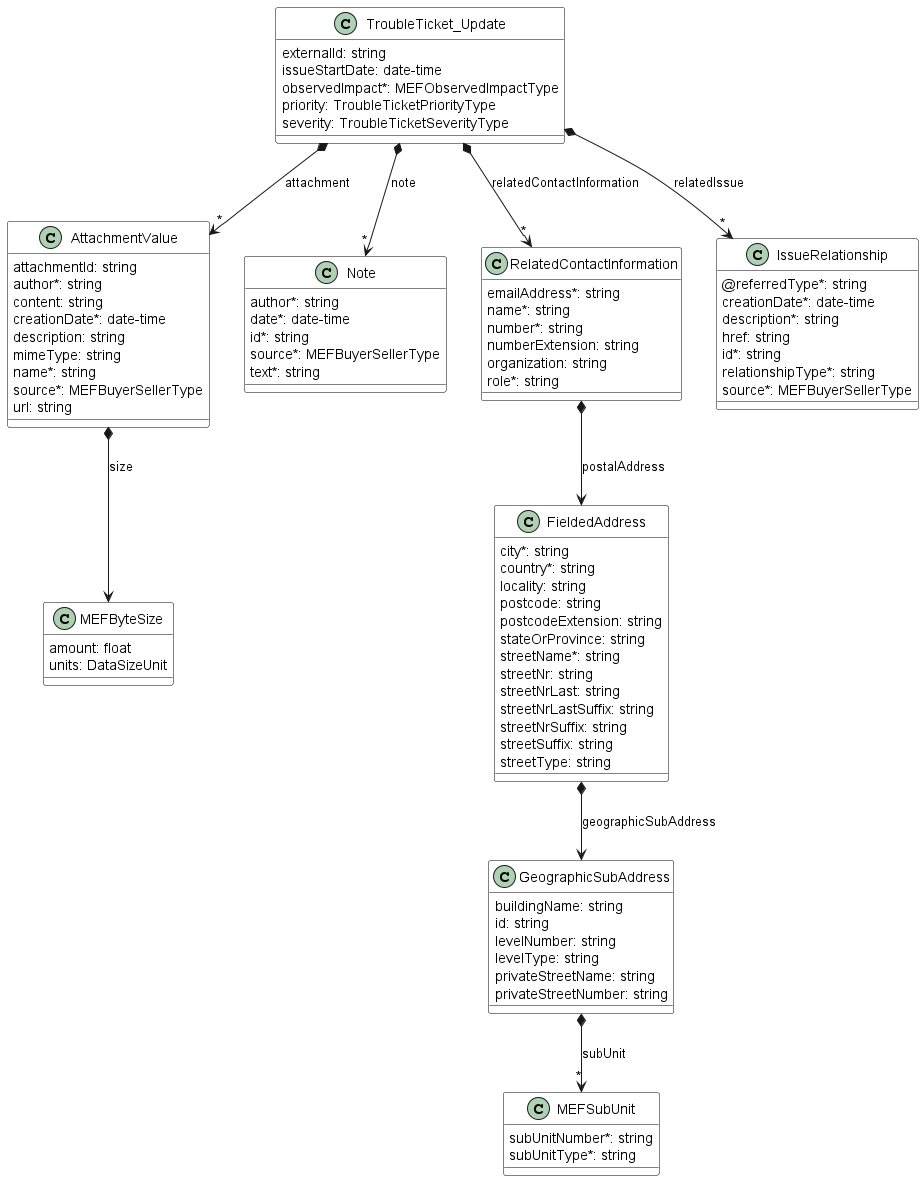 C TroubleTicket_Update
externalId: string
issueStartDate: date-time
observedImpact*: MEFObservedImpactType
priority: TroubleTicketPriorityType
severity: TroubleTicketSeverityType
attachment
note
relatedContactInformation
relatedIssue
*
*
*
*
C AttachmentValue
attachmentId: string
author*: string
content: string
creationDate*: date-time
description: string
mimeType: string
name*: string
source*: MEFBuyerSellerType
url: string
C Note
author*: string
date*: date-time
id*: string
source*: MEFBuyerSellerType
text*: string
C RelatedContactInformation
emailAddress*: string
name*: string
number*: string
numberExtension: string
organization: string
role*: string
C IssueRelationship
@referredType*: string
creationDate*: date-time
description*: string
href: string
id*: string
relationshipType*: string
source*: MEFBuyerSellerType
size
postalAddress
C MEFByteSize
amount: float
units: DataSizeUnit
C FieldedAddress
city*: string
country*: string
locality: string
postcode: string
postcodeExtension: string
stateOrProvince: string
streetName*: string
streetNr: string
streetNrLast: string
streetNrLastSuffix: string
streetNrSuffix: string
streetSuffix: string
streetType: string
geographicSubAddress
C GeographicSubAddress
buildingName: string
id: string
levelNumber: string
levelType: string
privateStreetName: string
privateStreetNumber: string
subUnit
*
C MEFSubUnit
subUnitNumber*: string
subUnitType*: string